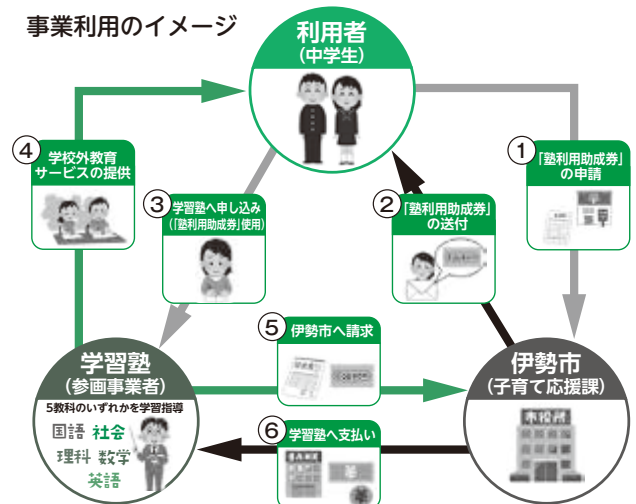 事業利用のイメージ
利用者
(中学生)
④
学校外教育
サービスの提供
①
「塾利用助成券」
の申請
③
学習塾へ申し込み
(「塾利用助成券」使用)
②
「塾利用助成券」
の送付
⑤
伊勢市へ請求
学習塾
(参画事業者)
5教科のいずれかを学習指導
国語 社会
理科 数学
英語
伊勢市
(子育て応援課)
市役所
⑥
学習塾へ支払い